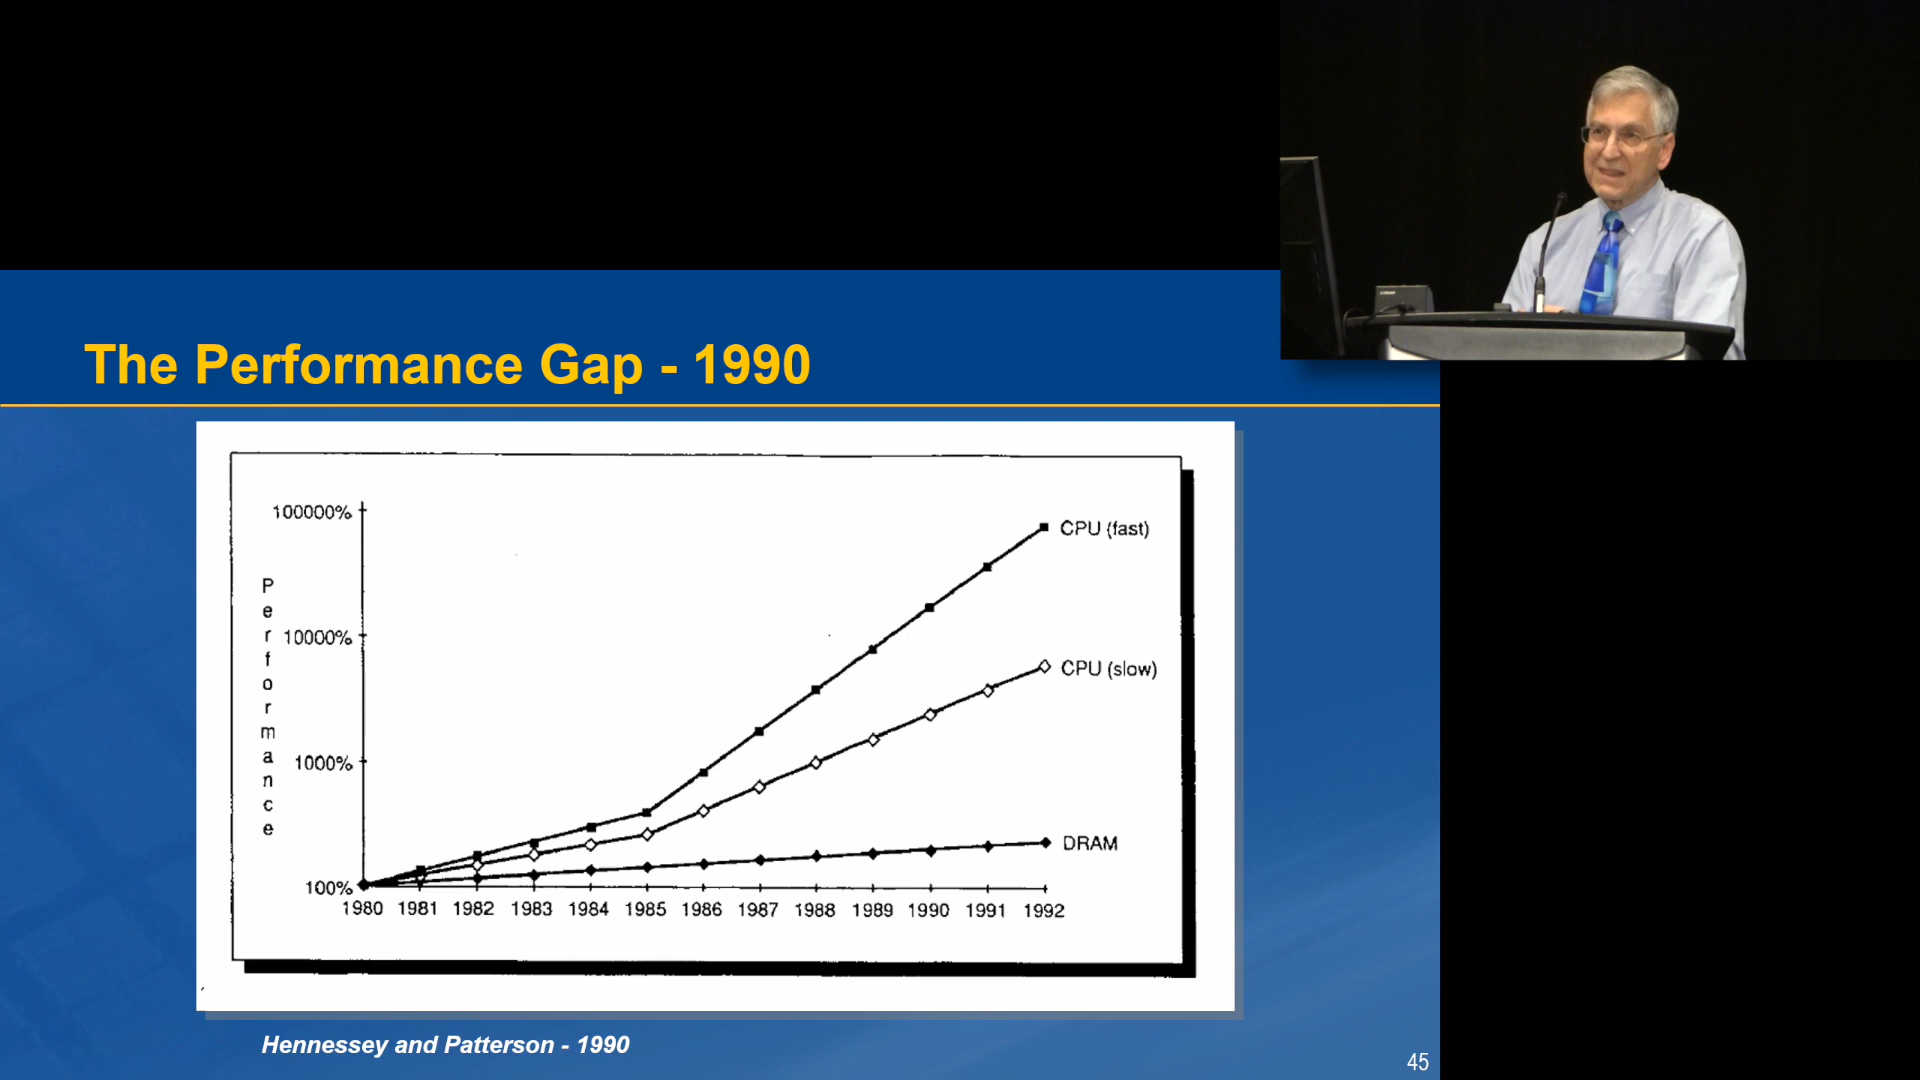 The Performance Gap - 1990
100000%
CPU (fast)
Performance
10000%
CPU (slow)
1000%
DRAM
100%
1980 1981 1982 1983 1984 1985 1986 1987 1988 1989 1990 1991 1992
Hennessey and Patterson - 1990
45